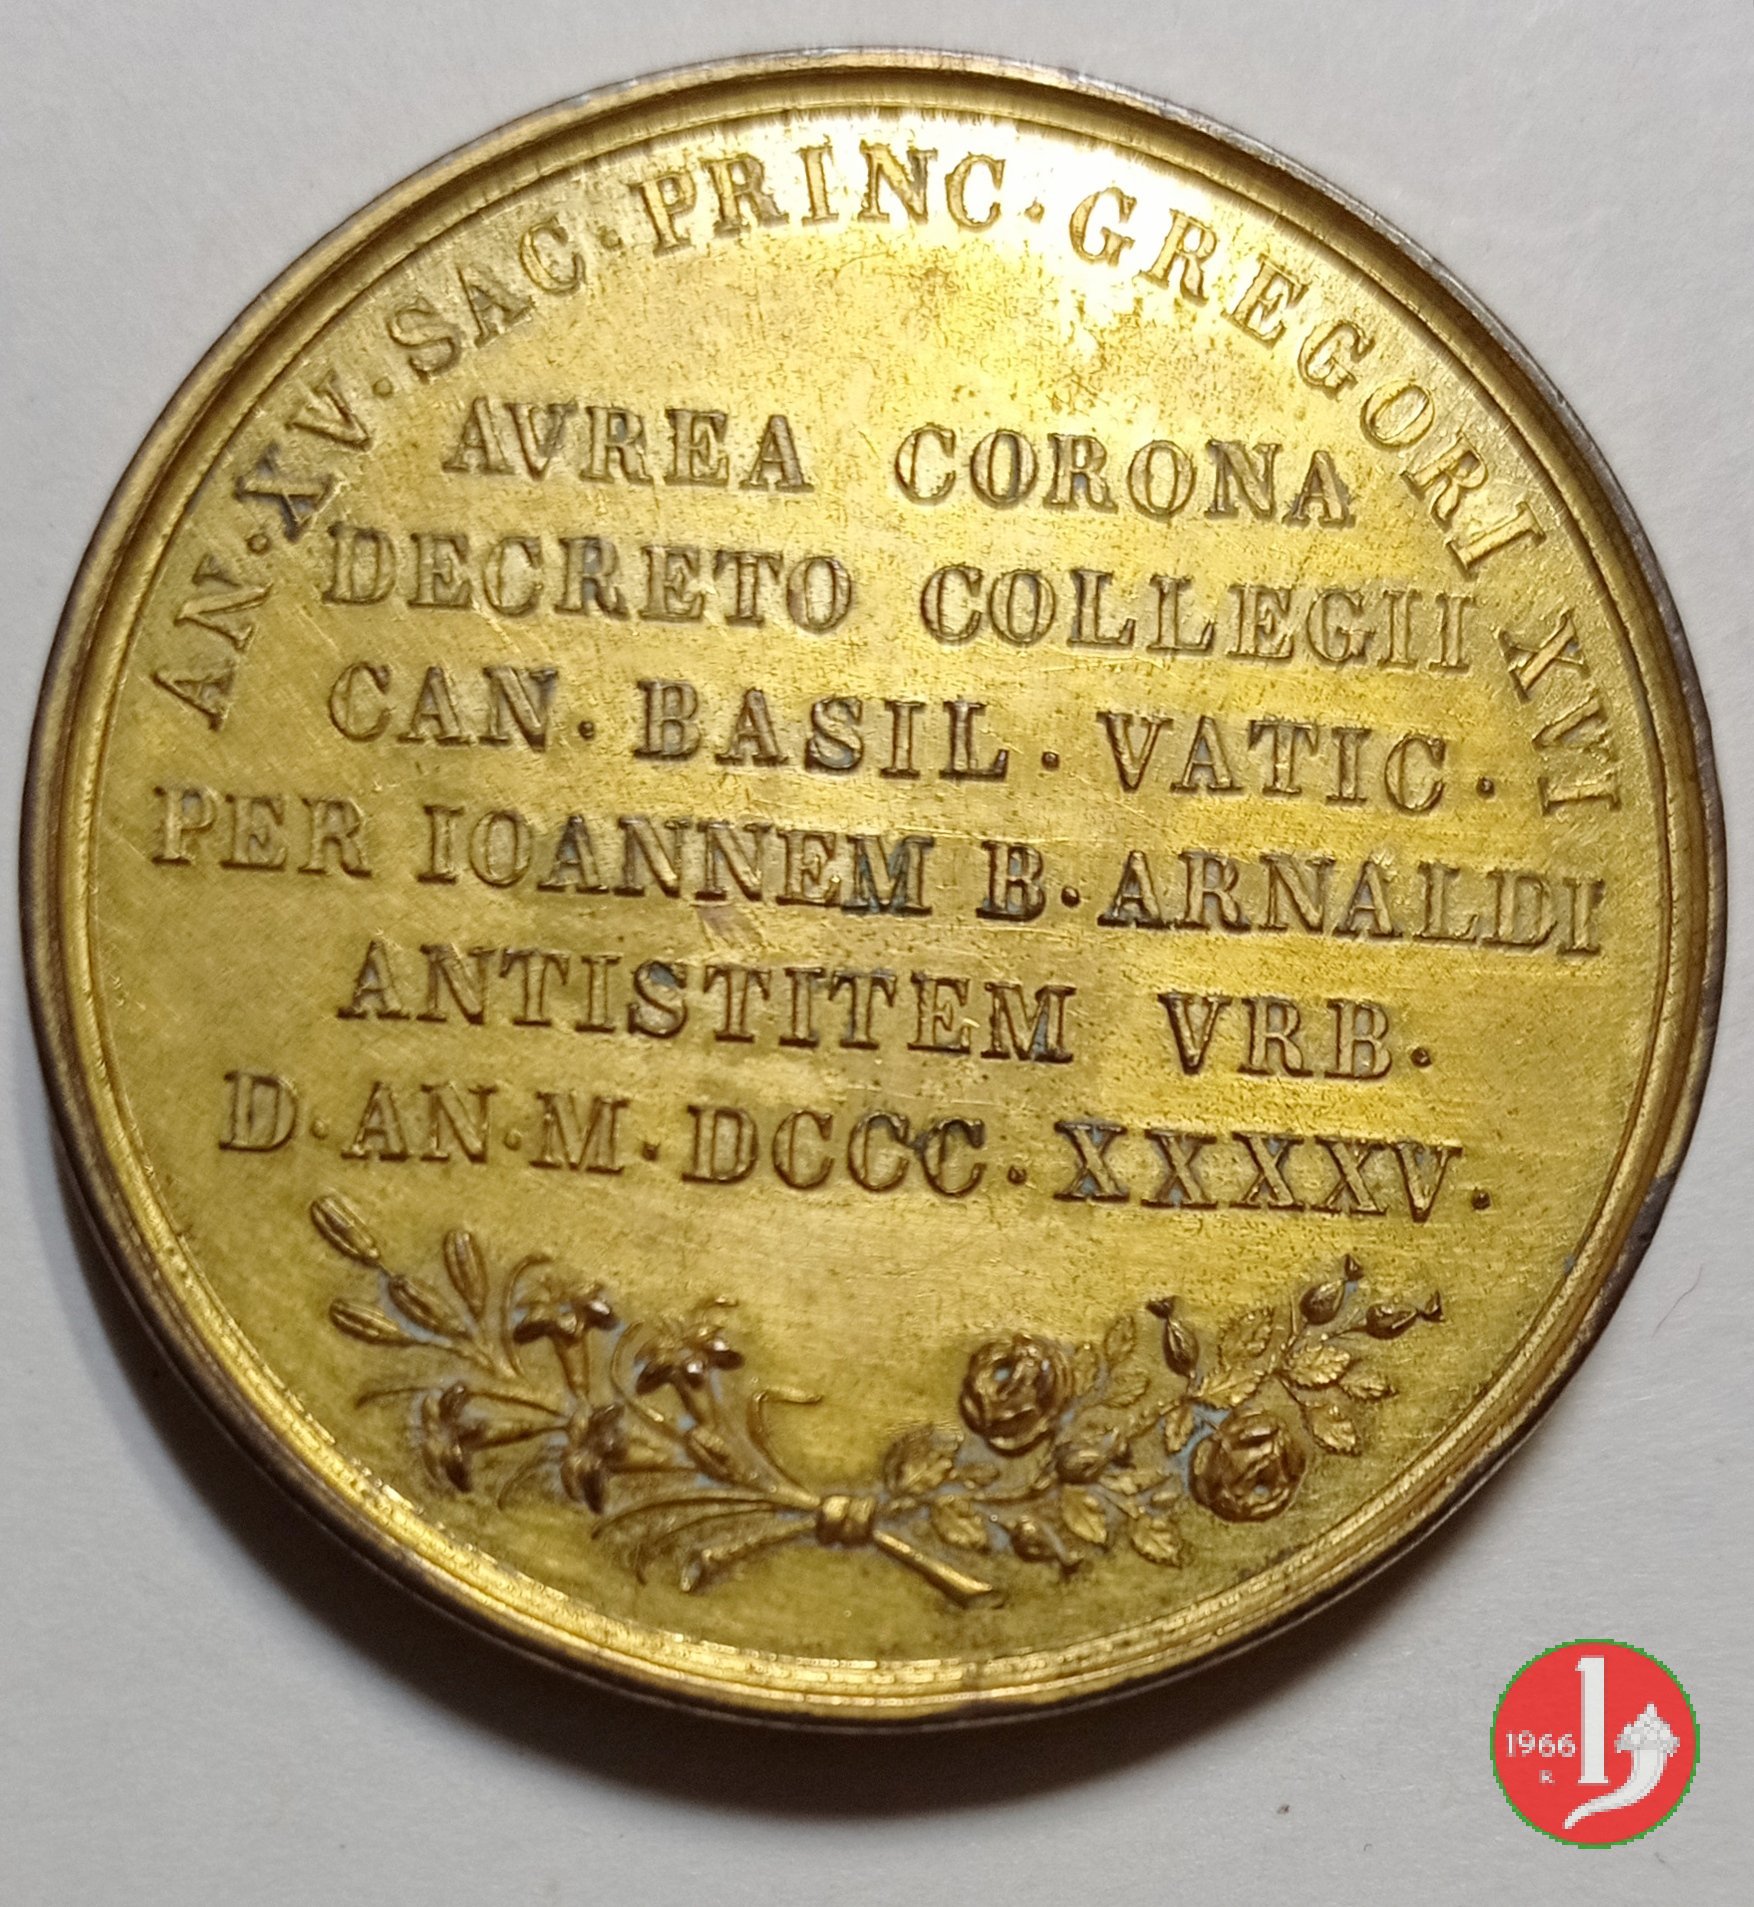 AN · XV · SAC · PRINC · GREGORI XVI
AVREA CORONA
DECRETO COLLEGII
CAN · BASIL · VATIC ·
PER IOANNEM B · ARNALDI
ANTISTITEM VRB ·
D · AN · M · DCCC · XXXXV ·
1966
R